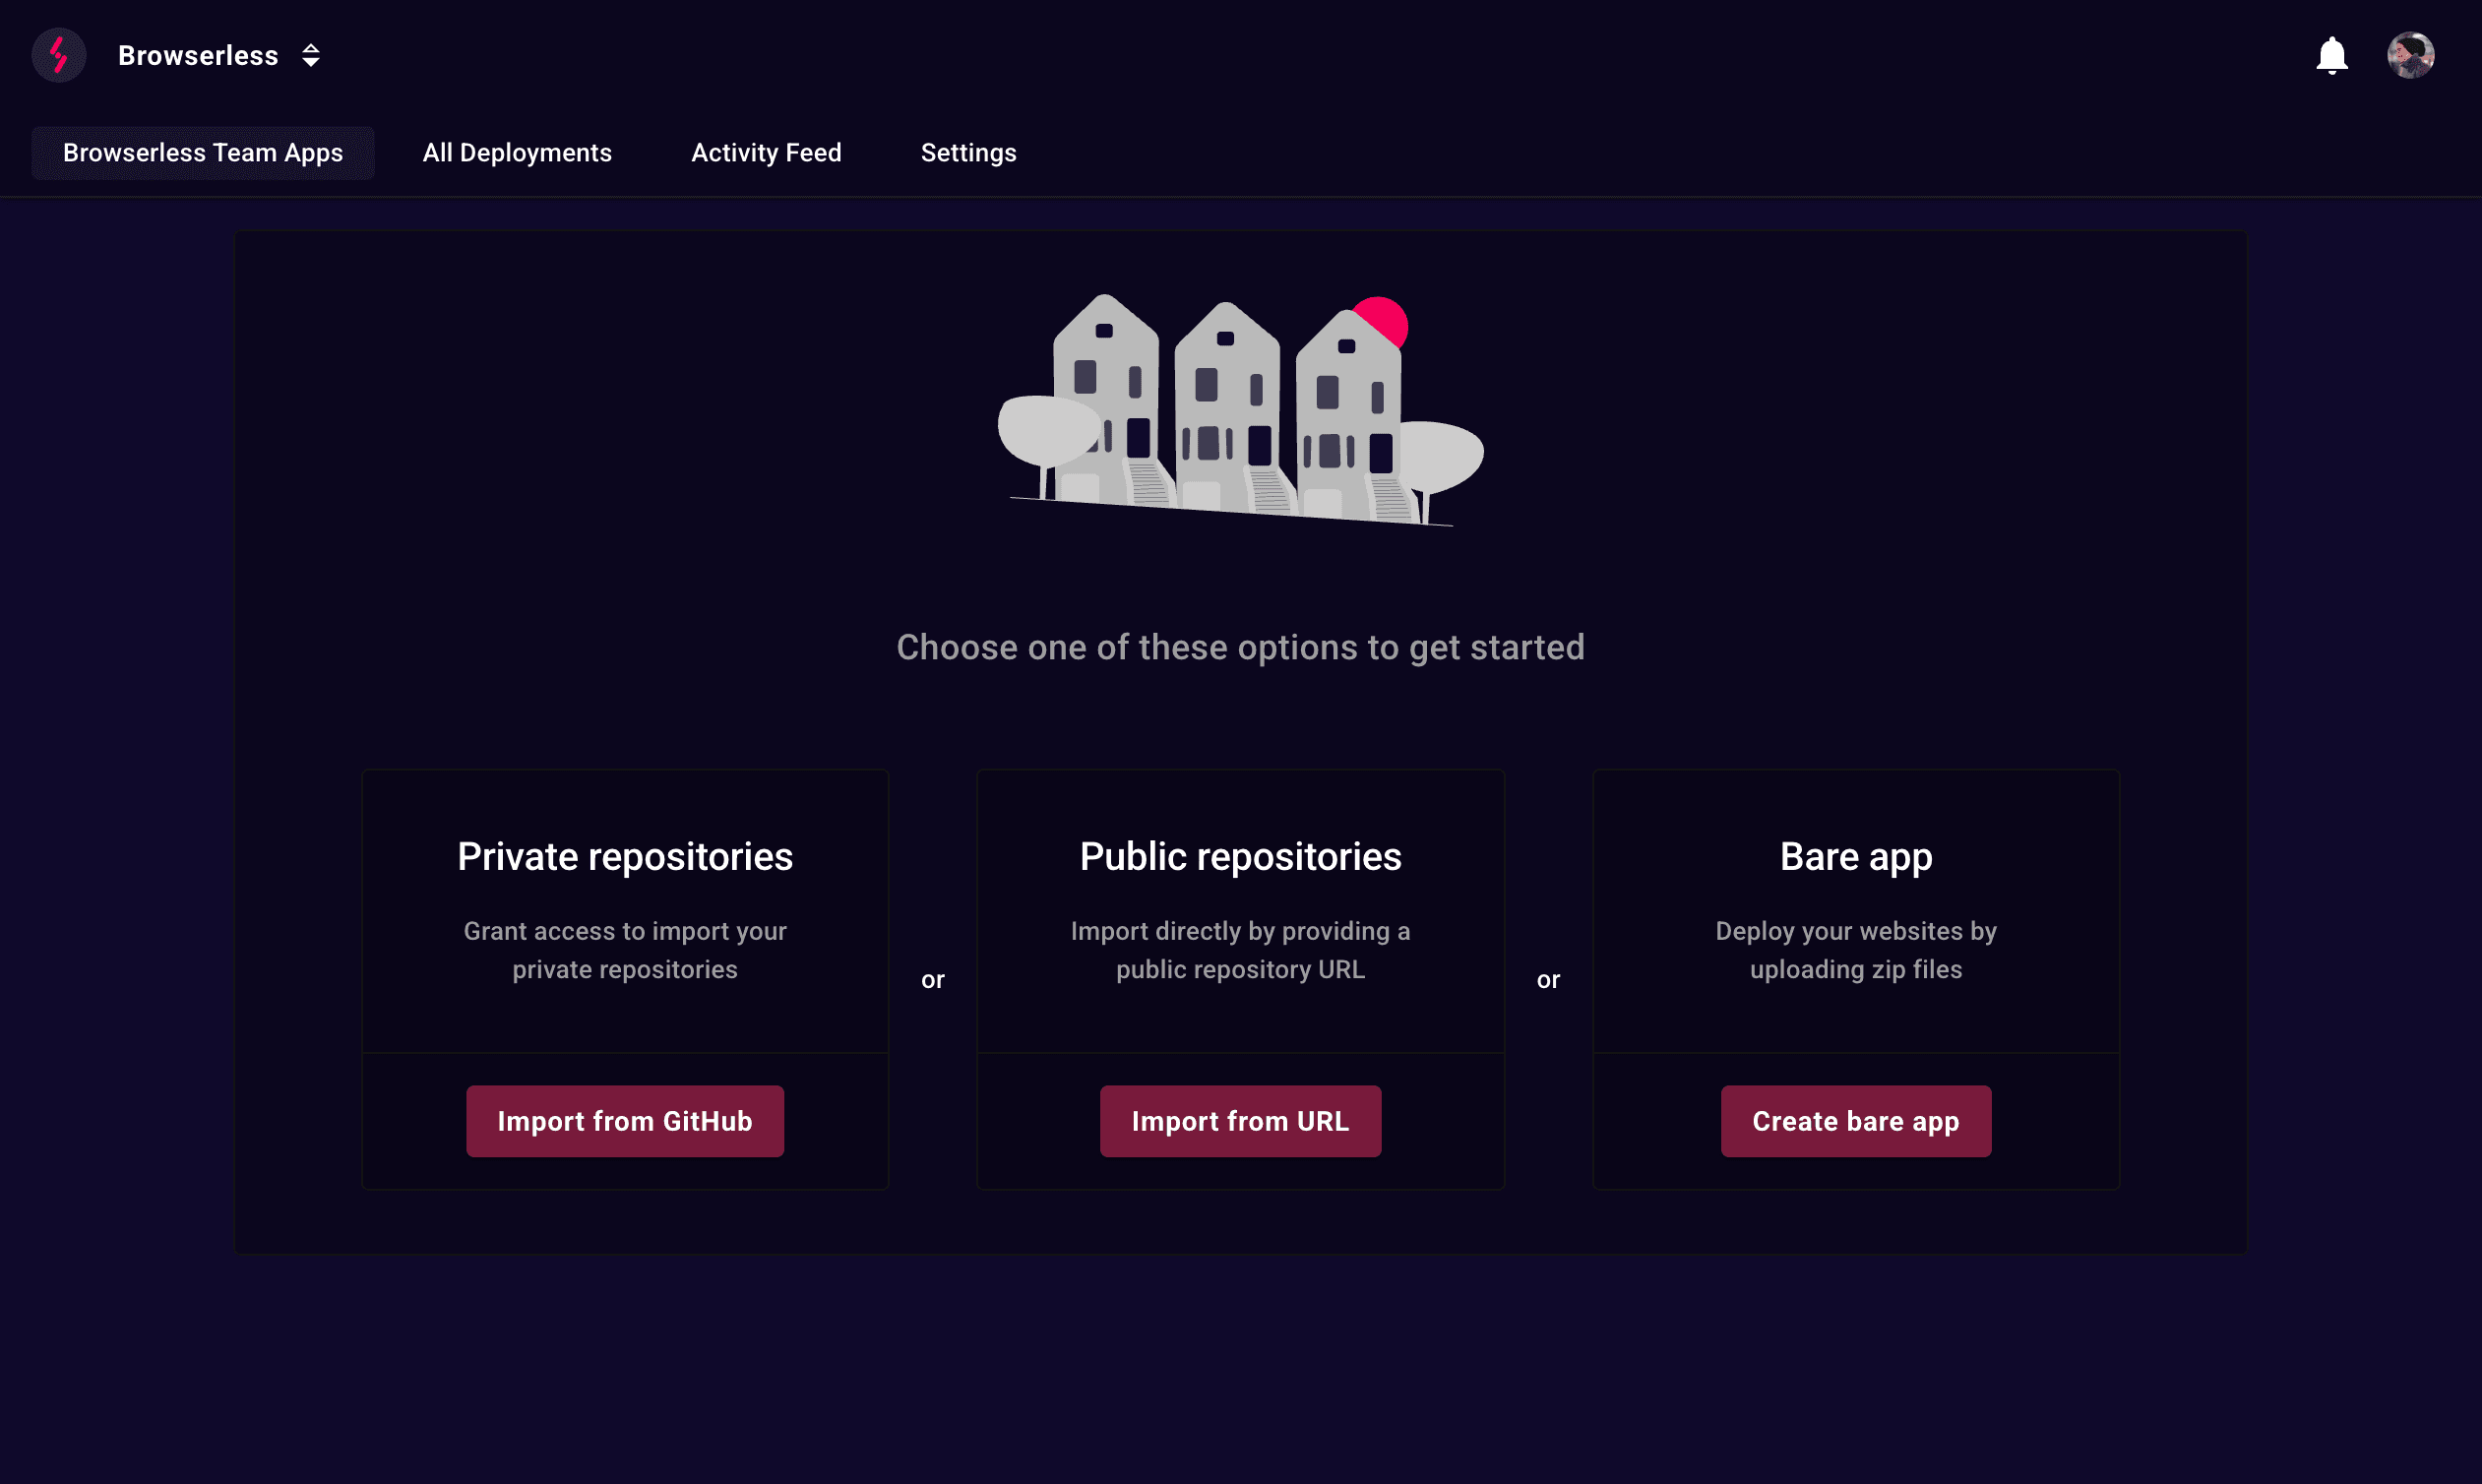 Browserless
Browserless Team Apps
All Deployments
Activity Feed
Settings
Choose one of these options to get started
Private repositories
Grant access to import your
private repositories
Import from GitHub
or
Public repositories
Import directly by providing a
public repository URL
Import from URL
or
Bare app
Deploy your websites by
uploading zip files
Create bare app